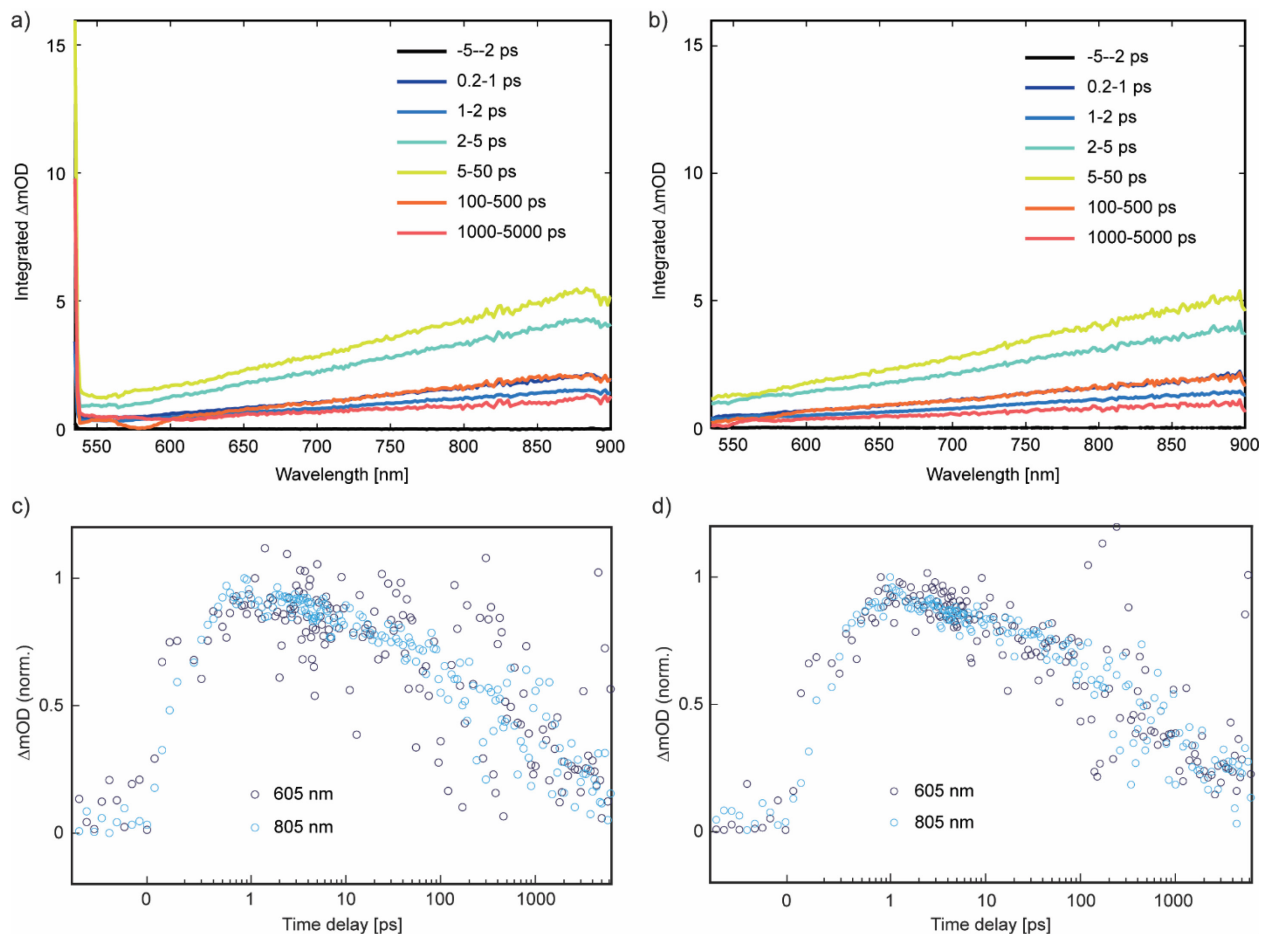 a)
15
10
5
0
Integrated ΔmOD
-5--2 ps
0.2-1 ps
1-2 ps
2-5 ps
5-50 ps
100-500 ps
1000-5000 ps
550 600 650 700 750 800 850 900
Wavelength [nm]
b)
15
10
5
0
Integrated ΔmOD
-5--2 ps
0.2-1 ps
1-2 ps
2-5 ps
5-50 ps
100-500 ps
1000-5000 ps
550 600 650 700 750 800 850 900
Wavelength [nm]
c)
1
0.5
0
ΔmOD (norm.)
605 nm
805 nm
0 1 10 100 1000
Time delay [ps]
d)
1
0.5
0
ΔmOD (norm.)
605 nm
805 nm
0 1 10 100 1000
Time delay [ps]